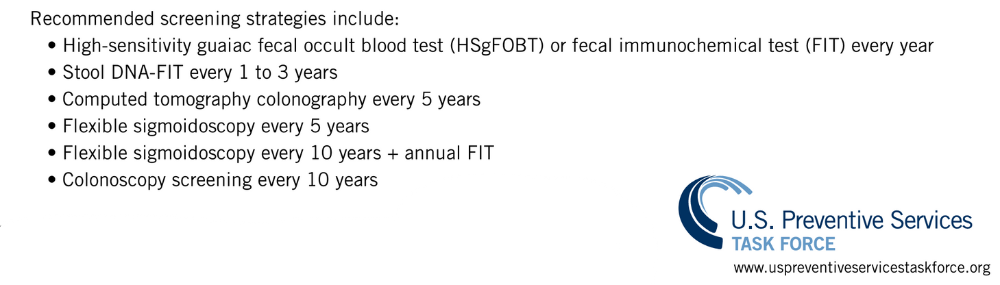 Recommended screening strategies include:
• High-sensitivity guaiac fecal occult blood test (HSgFOBT) or fecal immunochemical test (FIT) every year
• Stool DNA-FIT every 1 to 3 years
• Computed tomography colonography every 5 years
• Flexible sigmoidoscopy every 5 years
• Flexible sigmoidoscopy every 10 years + annual FIT
• Colonoscopy screening every 10 years
U.S. Preventive Services
TASK FORCE
www.uspreventiveservicestaskforce.org